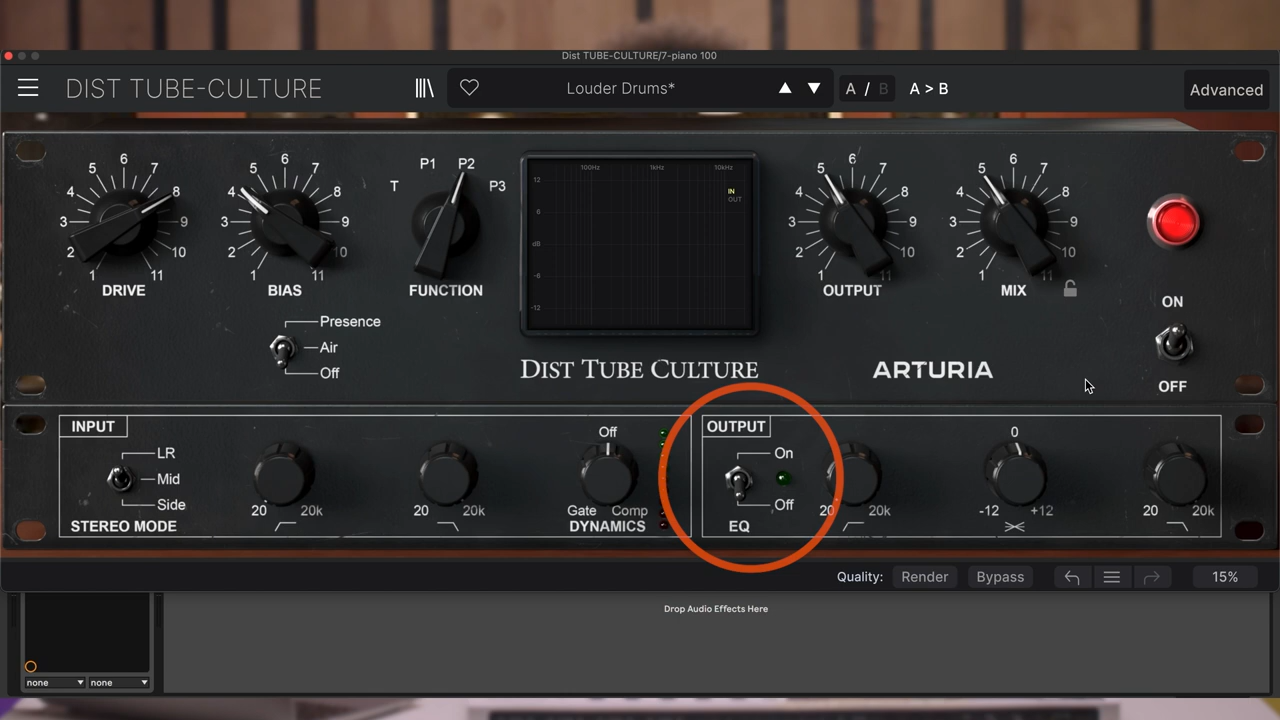 Dist TUBE-CULTURE/7-piano 100
DIST TUBE-CULTURE
Louder Drums*
A / B
A > B
Advanced
1 2 3 4 5 6 7 8 9 10 11
DRIVE
1 2 3 4 5 6 7 8 9 10 11
BIAS
T P1 P2 P3
FUNCTION
100Hz 1kHz 10kHz
12
6
dB
-6
-12
IN
OUT
1 2 3 4 5 6 7 8 9 10 11
OUTPUT
1 2 3 4 5 6 7 8 9 10 11
MIX
ON
OFF
Presence
Air
Off
DIST TUBE CULTURE
ARTURIA
INPUT
LR
Mid
Side
STEREO MODE
20 20k
20 20k
Off
Gate Comp
DYNAMICS
OUTPUT
On
Off
EQ
20 20k
0
-12 +12
20 20k
Quality:
Render
Bypass
15%
Drop Audio Effects Here
none
none